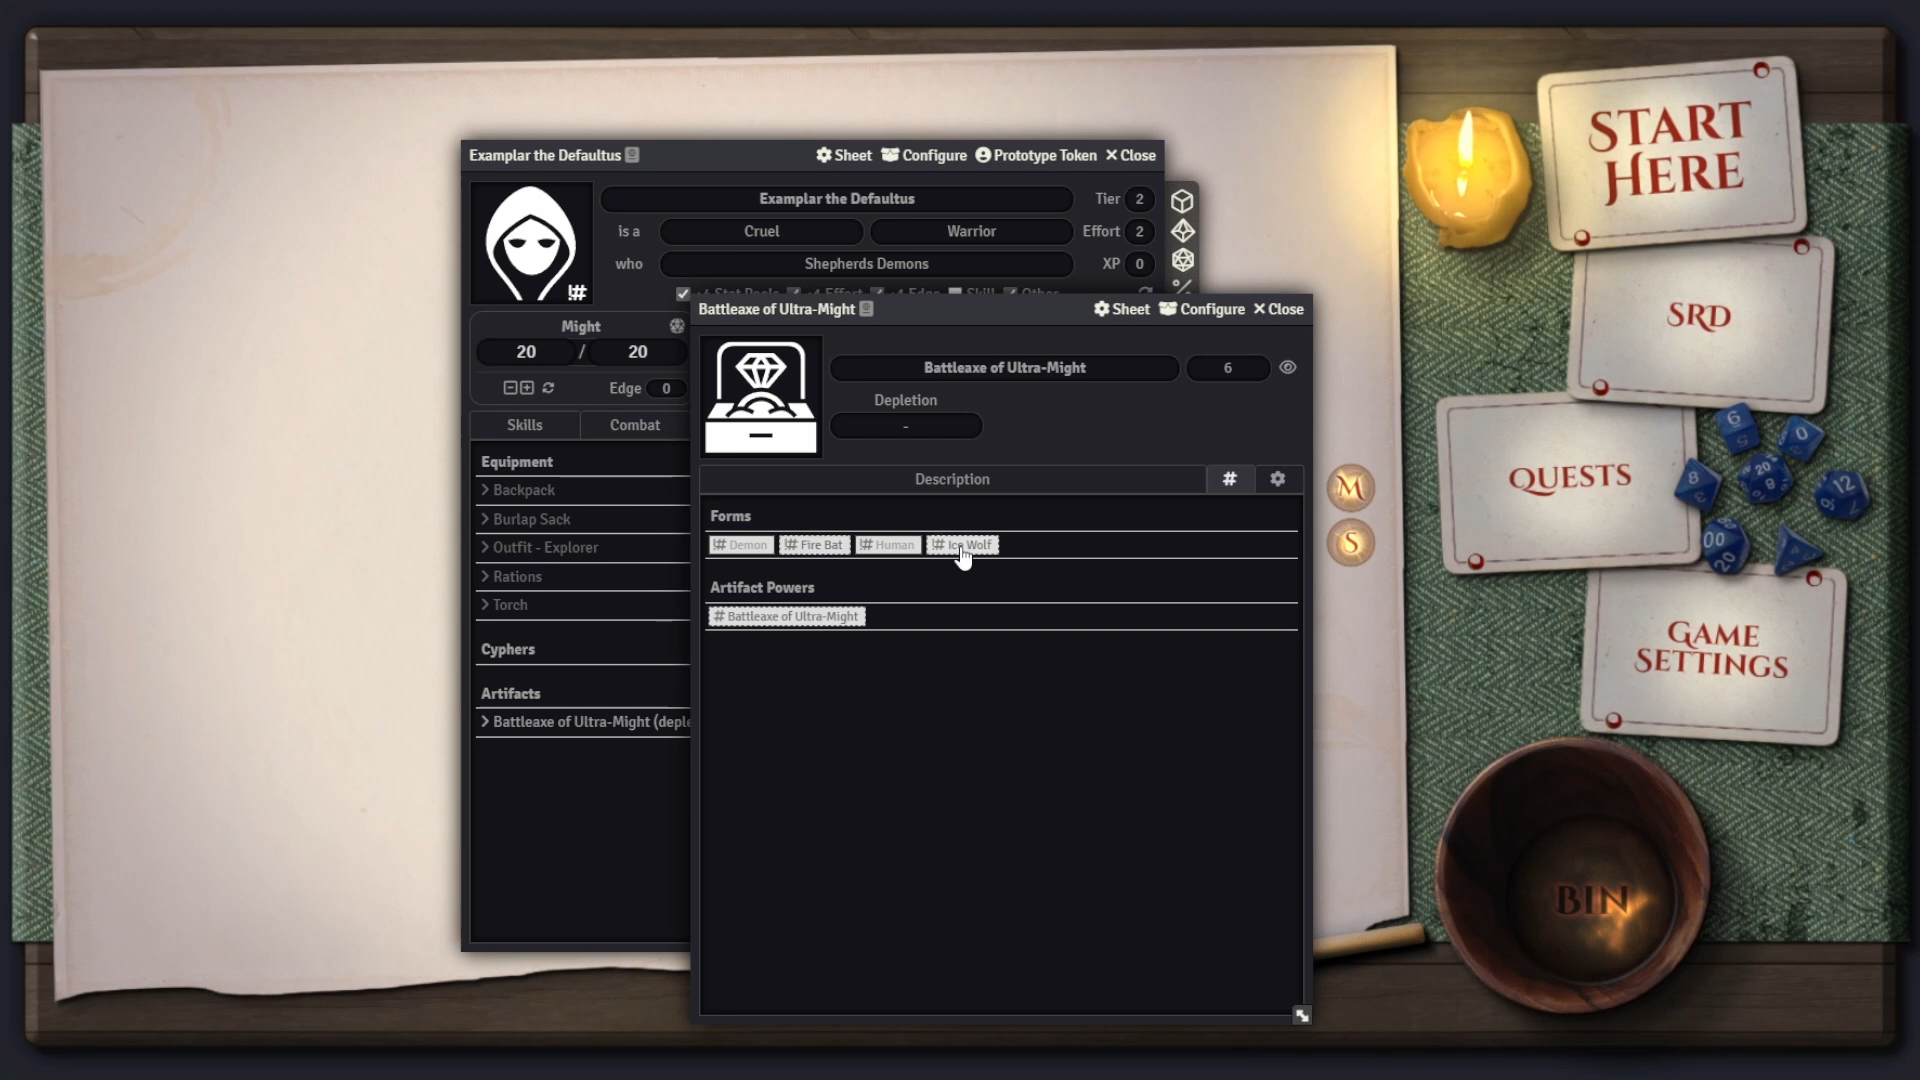 Examplar the Defaultus
Sheet Configure Prototype Token Close
Examplar the Defaultus
Tier 2
is a Cruel Warrior
Effort 2
who Shepherds Demons
XP 0
Might
20 / 20
Edge 0
Skills Combat
Equipment
Backpack
Burlap Sack
Outfit - Explorer
Rations
Torch
Cyphers
Artifacts
Battleaxe of Ultra-Might (deple
Battleaxe of Ultra-Might
Sheet Configure Close
Battleaxe of Ultra-Might 6
Depletion
-
Description #
Forms
!# Demon !# Fire Bat !# Human !# Ice Wolf
Artifact Powers
# Battleaxe of Ultra-Might
M
S
START
HERE
SRD
QUESTS
GAME
SETTINGS
BIN